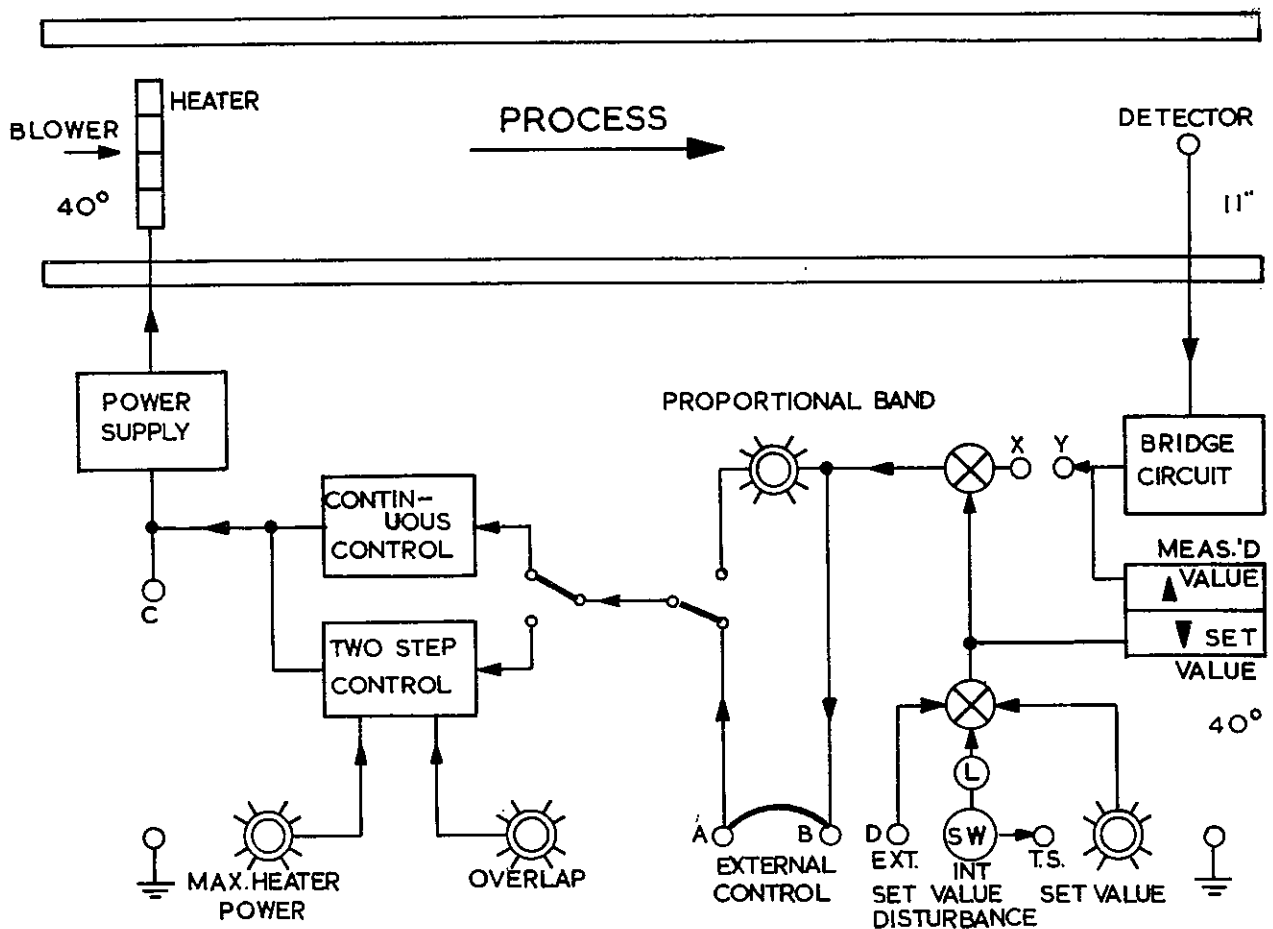 HEATER
BLOWER
PROCESS
DETECTOR
40°
11"
POWER
SUPPLY
PROPORTIONAL BAND
X
Y
BRIDGE
CIRCUIT
CONTIN-
UOUS
CONTROL
MEAS.'D
VALUE
C
TWO STEP
CONTROL
SET
VALUE
40°
L
A
B
D
SW
EXT.
INT
T.S.
MAX. HEATER
POWER
OVERLAP
EXTERNAL
CONTROL
SET VALUE
DISTURBANCE
SET VALUE